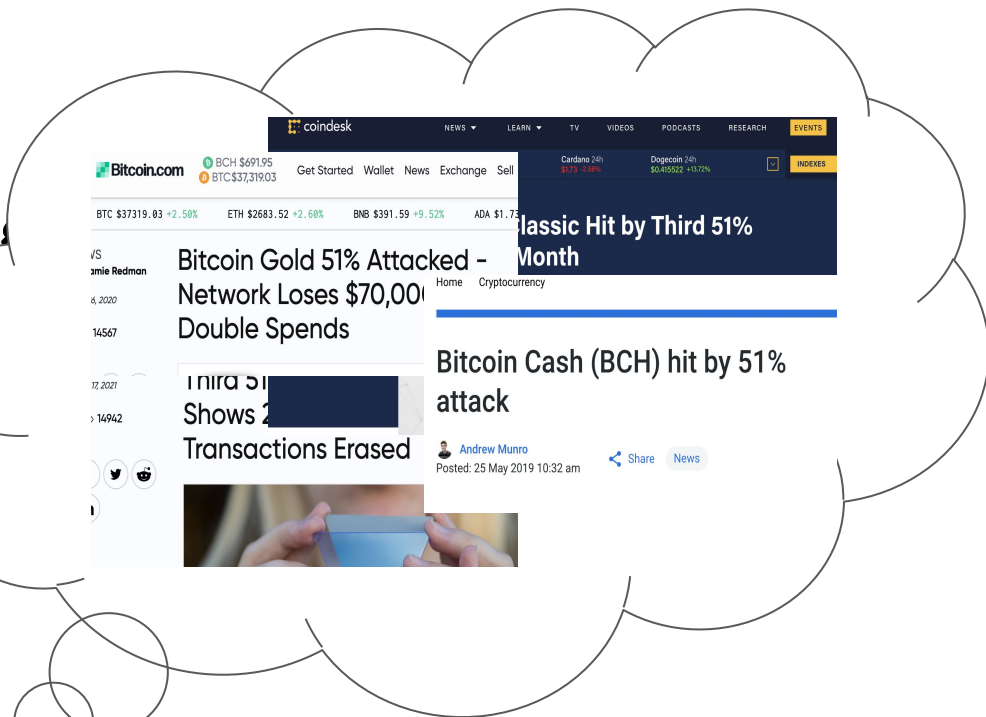 coindesk
NEWS LEARN TV VIDEOS PODCASTS RESEARCH EVENTS
Bitcoin.com
BCH $691.95
BTC $37,319.03
Get Started Wallet News Exchange Sell
Cardano 24h
$1.73 -2.58%
Dogecoin 24h
$0.415522 +13.72%
INDEXES
BTC $37319.03 +2.50% ETH $2683.52 +2.60% BNB $391.59 +9.52% ADA $1.73
lassic Hit by Third 51%
Month
Home Cryptocurrency
VS
amie Redman
6, 2020
14567
Bitcoin Gold 51% Attacked -
Network Loses $70,00
Double Spends
Bitcoin Cash (BCH) hit by 51%
attack
Andrew Munro
Posted: 25 May 2019 10:32 am
Share
News
17, 2021
14942
Third 51
Shows 2
Transactions Erased